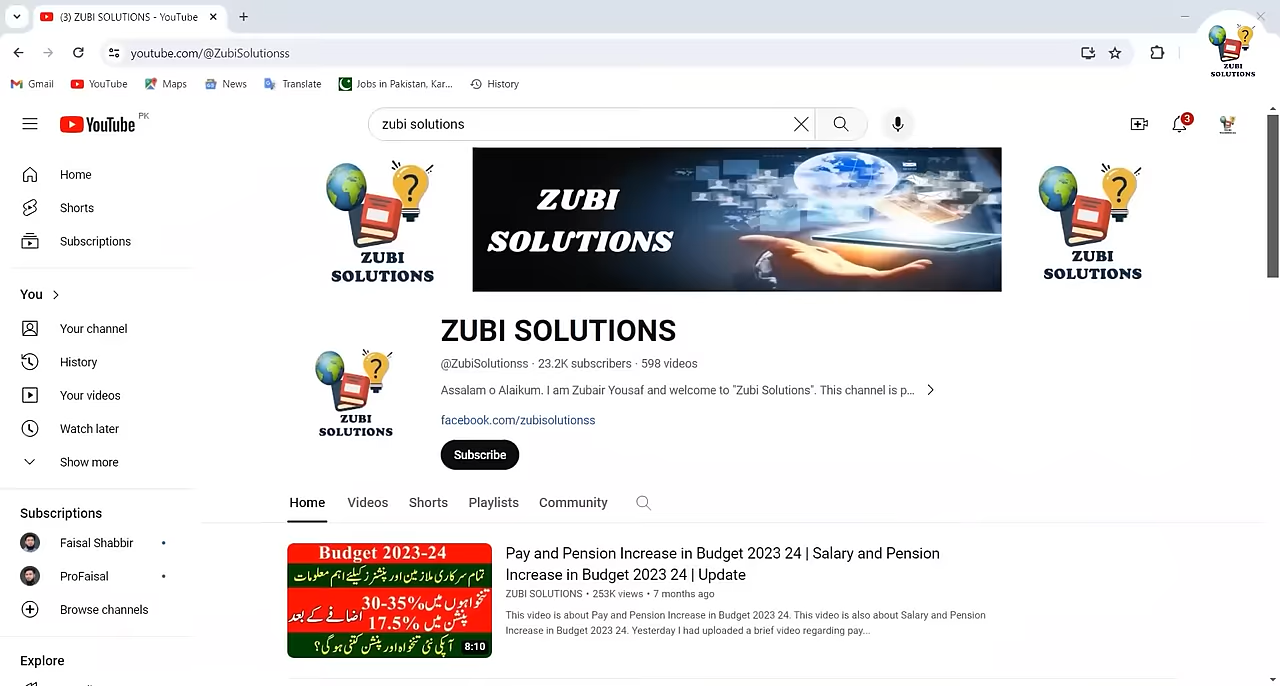 (3) ZUBI SOLUTIONS - YouTube
youtube.com/@ZubiSolutionss
ZUBI
SOLUTIONS
Gmail
YouTube
Maps
News
Translate
Jobs in Pakistan, Kar...
History
YouTube PK
zubi solutions
3
Home
Shorts
Subscriptions
You
Your channel
History
Your videos
Watch later
Show more
Subscriptions
Faisal Shabbir
ProFaisal
Browse channels
Explore
ZUBI
SOLUTIONS
ZUBI
SOLUTIONS
ZUBI
SOLUTIONS
ZUBI
SOLUTIONS
ZUBI SOLUTIONS
@ZubiSolutionss · 23.2K subscribers · 598 videos
Assalam o Alaikum. I am Zubair Yousaf and welcome to "Zubi Solutions". This channel is p...
facebook.com/zubisolutionss
Subscribe
Home
Videos
Shorts
Playlists
Community
Budget 2023-24
تمام سرکاری ملازمین اور پنشنرز کیلئے اہم معلومات
تنخواہوں میں 30-35%
پنشن میں 17.5% اضافے کے بعد
آپکی نئی تنخواہ اور پنشن کتنی ہوگی؟
8:10
Pay and Pension Increase in Budget 2023 24 | Salary and Pension
Increase in Budget 2023 24 | Update
ZUBI SOLUTIONS • 253K views • 7 months ago
This video is about Pay and Pension Increase in Budget 2023 24. This video is also about Salary and Pension
Increase in Budget 2023 24. Yesterday I had uploaded a brief video regarding pay...